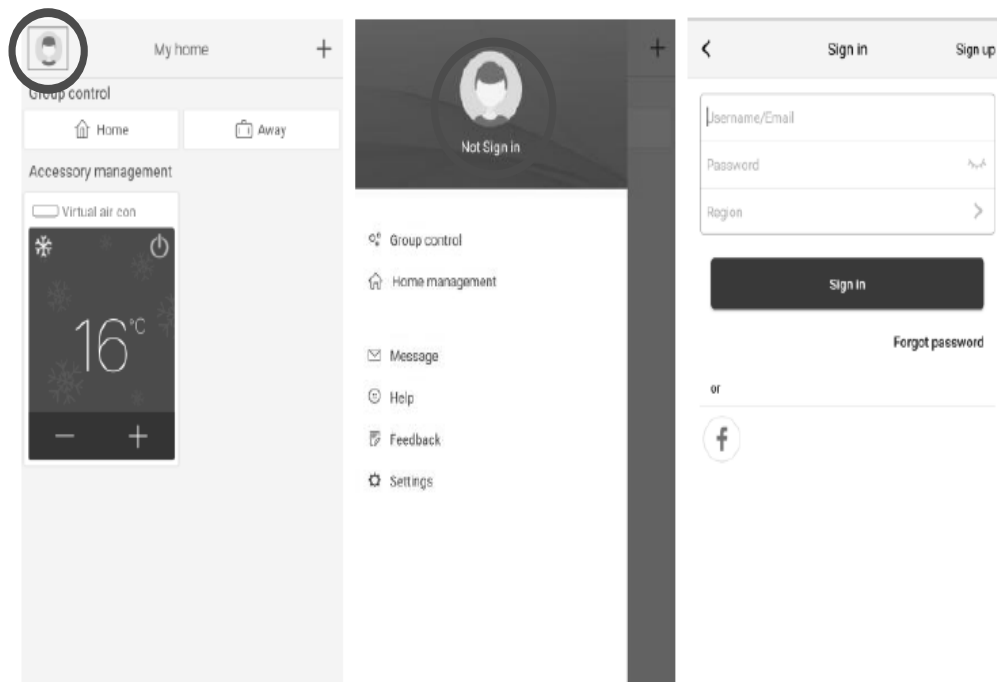 My home
+
Group control
Home
Away
Accessory management
Virtual air con
16°C
− +
+
Not Sign in
Group control
Home management
Message
Help
Feedback
Settings
Sign in
Sign up
Username/Email
Password
Region
Sign in
Forgot password
or
f